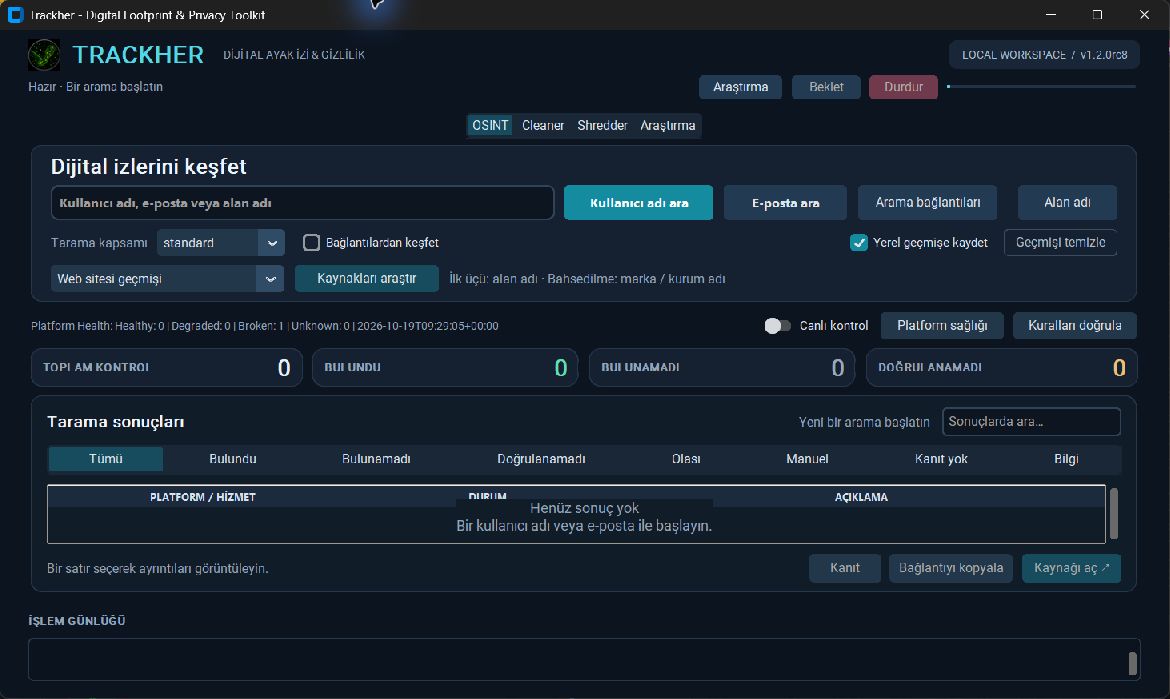 Trackher - Digital Footprint & Privacy Toolkit
TRACKHER
DİJİTAL AYAK İZİ & GİZLİLİK
LOCAL WORKSPACE / v1.2.0rc8
Hazır · Bir arama başlatın
Araştırma
Beklet
Durdur
OSINT Cleaner Shredder Araştırma
Dijital izlerini keşfet
Kullanıcı adı, e-posta veya alan adı
Kullanıcı adı ara
E-posta ara
Arama bağlantıları
Alan adı
Tarama kapsamı
standard
Bağlantılardan keşfet
Yerel geçmişe kaydet
Geçmişi temizle
Web sitesi geçmişi
Kaynakları araştır
İlk üçü: alan adı · Bahsedilme: marka / kurum adı
Platform Health: Healthy: 0 | Degraded: 0 | Broken: 1 | Unknown: 0 | 2026-10-19T09:29:05+00:00
Canlı kontrol
Platform sağlığı
Kuralları doğrula
TOPLAM KONTROL 0
BULUNDU 0
BULUNAMADI 0
DOĞRULANAMADI 0
Tarama sonuçları
Yeni bir arama başlatın
Sonuçlarda ara...
Tümü Bulundu Bulunamadı Doğrulanamadı Olası Manuel Kanıt yok Bilgi
PLATFORM / HİZMET DURUM AÇIKLAMA
Henüz sonuç yok
Bir kullanıcı adı veya e-posta ile başlayın.
Bir satır seçerek ayrıntıları görüntüleyin.
Kanıt
Bağlantıyı kopyala
Kaynağı aç ↗
İŞLEM GÜNLÜĞÜ